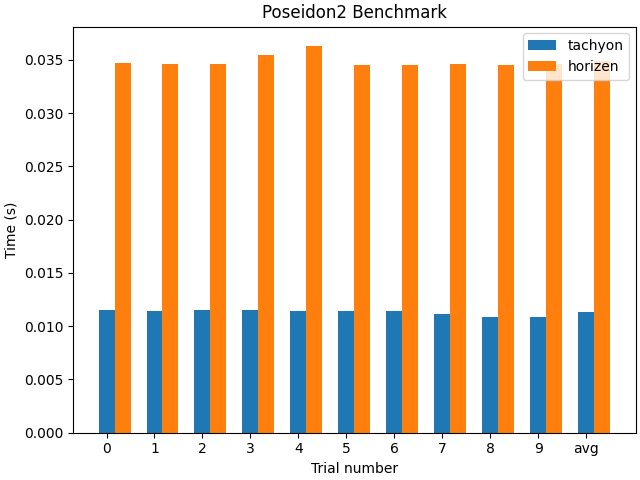 Poseidon2 Benchmark
tachyon
horizen
0.035
0.030
0.025
0.020
0.015
0.010
0.005
0.000
Time (s)
0 1 2 3 4 5 6 7 8 9 avg
Trial number